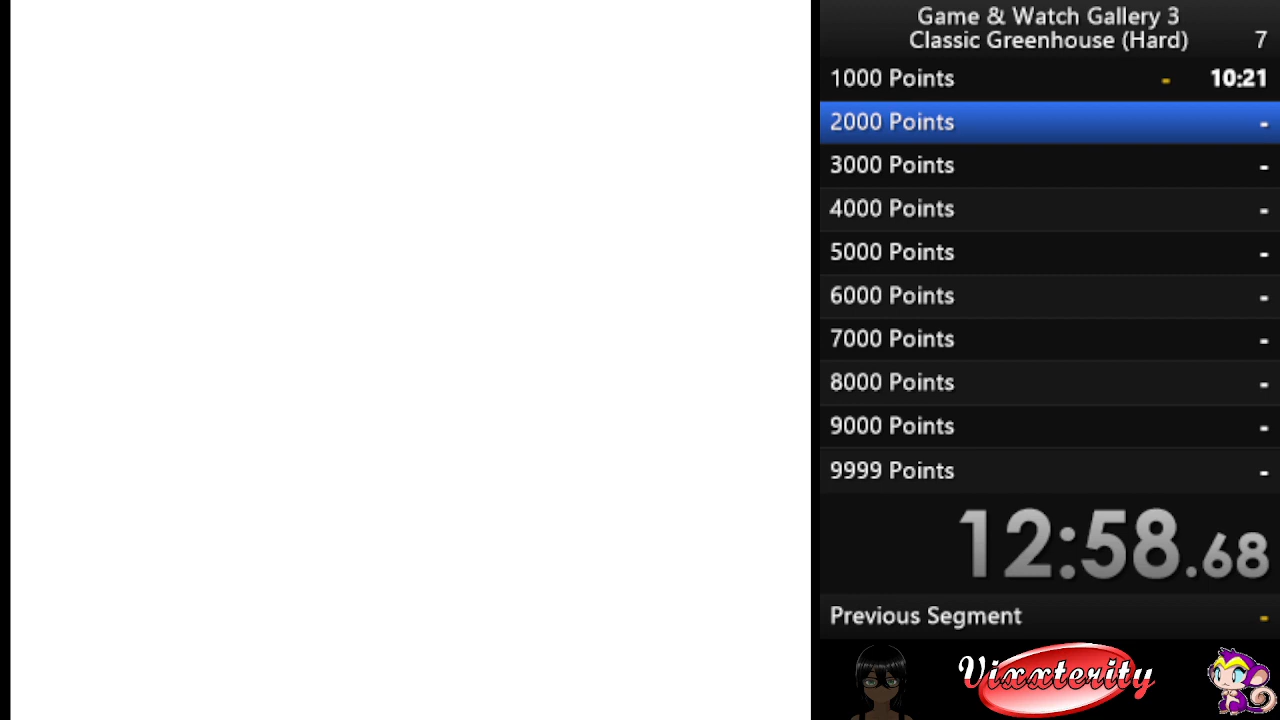 Game & Watch Gallery 3
Classic Greenhouse (Hard) 7
1000 Points - 10:21
2000 Points -
3000 Points -
4000 Points -
5000 Points -
6000 Points -
7000 Points -
8000 Points -
9000 Points -
9999 Points -
12:58.68
Previous Segment -
Vixxterity